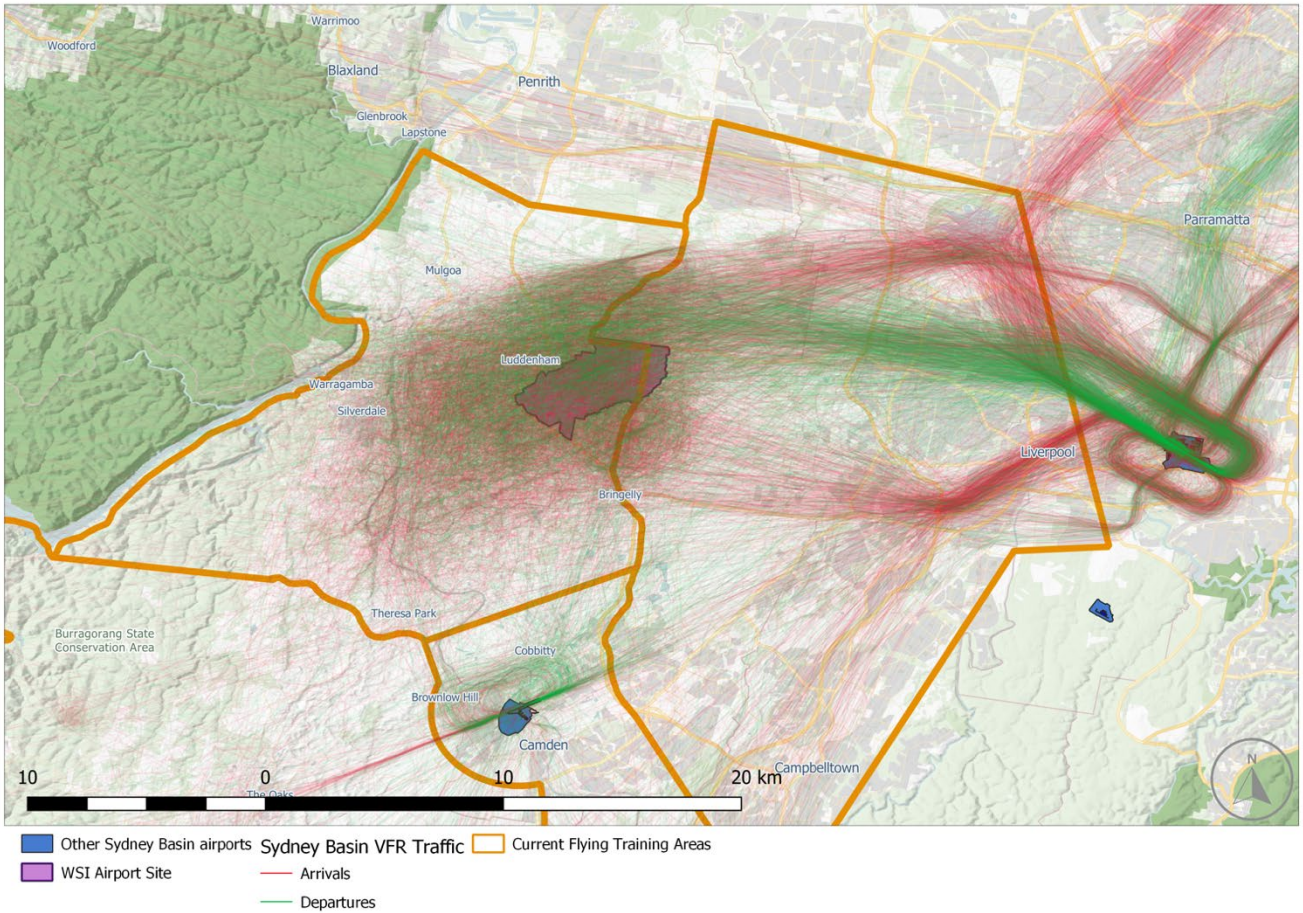 Warrimoo
Woodford
Blaxland
Penrith
Glenbrook
Lapstone
Parramatta
Mulgoa
Luddenham
Warragamba
Silverdale
Liverpool
Bringelly
Theresa Park
Burragorang State
Conservation Area
Cobbitty
Brownlow Hill
Camden
Campbelltown
N
10 0 10 20 km
The Oaks
Other Sydney Basin airports
WSI Airport Site
Sydney Basin VFR Traffic
Arrivals
Departures
Current Flying Training Areas